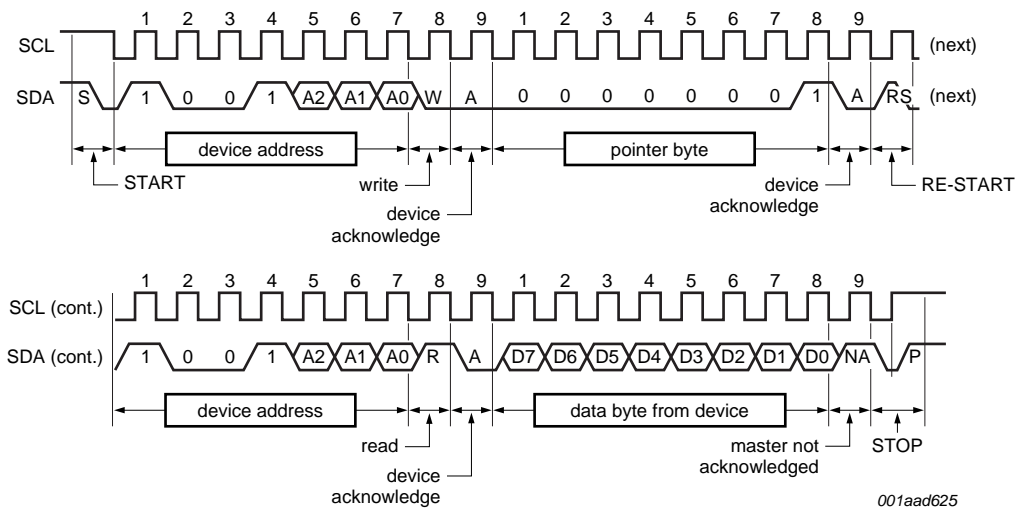 1 2 3 4 5 6 7 8 9 1 2 3 4 5 6 7 8 9
SCL (next)
SDA S 1 0 0 1 A2 A1 A0 W A 0 0 0 0 0 0 0 1 A RS (next)
device address pointer byte
START write device RE-START
device acknowledge
acknowledge
1 2 3 4 5 6 7 8 9 1 2 3 4 5 6 7 8 9
SCL (cont.)
SDA (cont.) 1 0 0 1 A2 A1 A0 R A D7 D6 D5 D4 D3 D2 D1 D0 NA P
device address data byte from device
read master not STOP
device acknowledged
acknowledge
001aad625